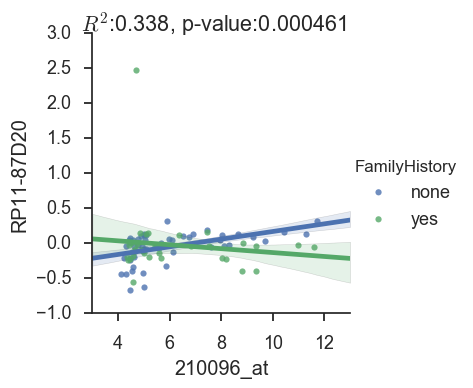 R²:0.338, p-value:0.000461
3.0
2.5
2.0
1.5
1.0
0.5
0.0
−0.5
−1.0
RP11-87D20
4 6 8 10 12
210096_at
FamilyHistory
none
yes